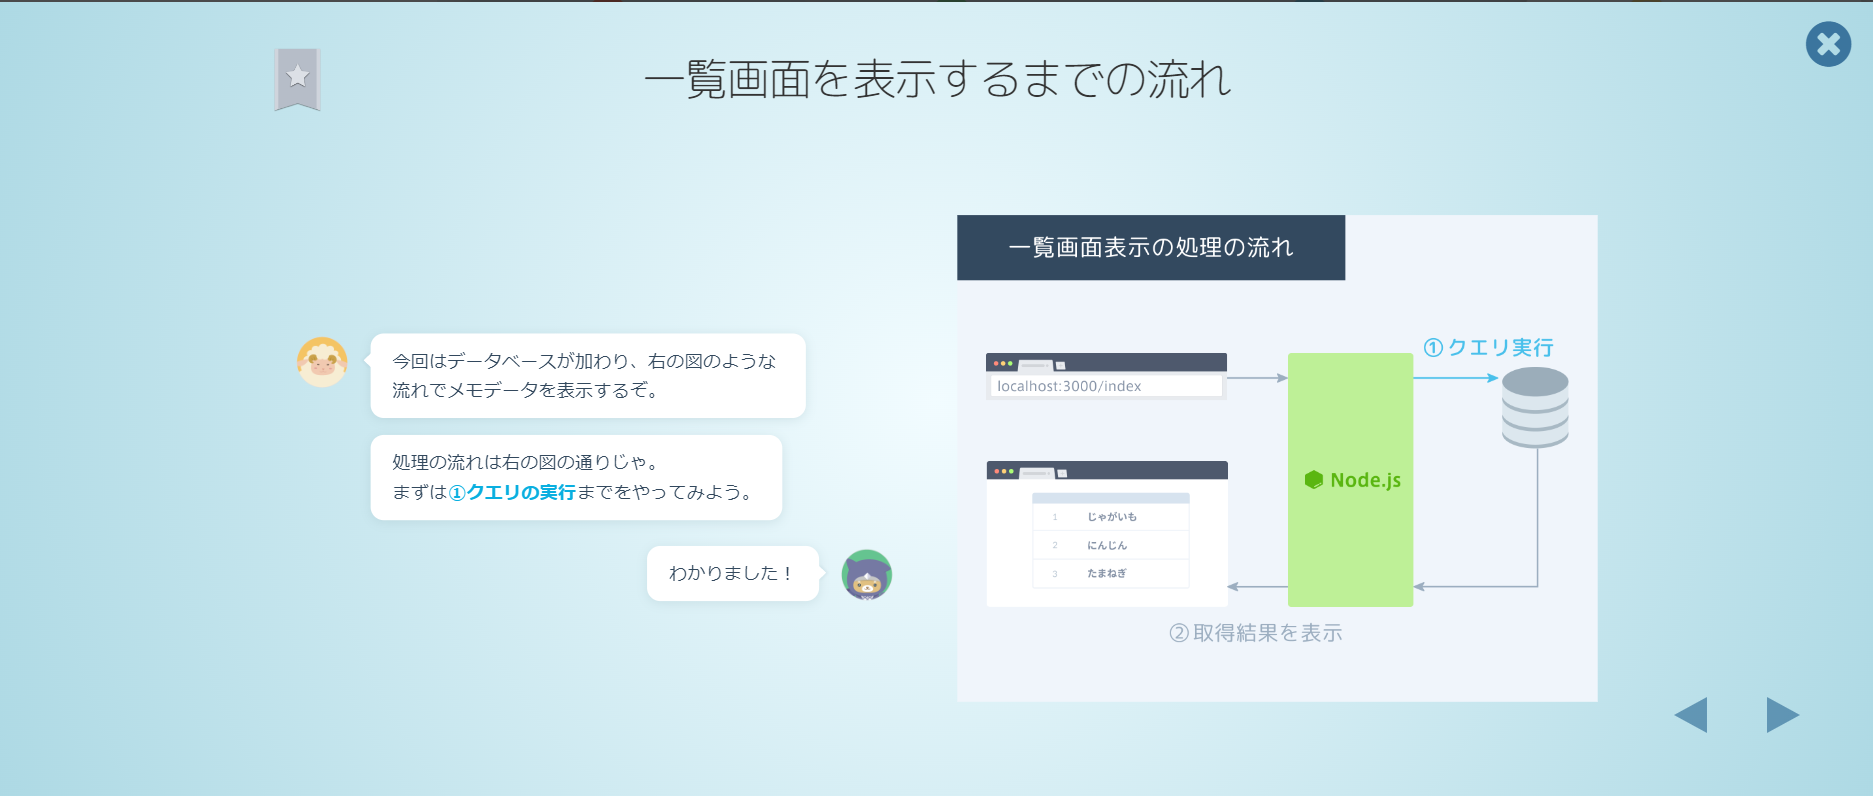 一覧画面を表示するまでの流れ
今回はデータベースが加わり、右の図のような
流れでメモデータを表示するぞ。
処理の流れは右の図の通りじゃ。
まずは①クエリの実行までをやってみよう。
わかりました！
一覧画面表示の処理の流れ
①クエリ実行
localhost:3000/index
Node.js
1 じゃがいも
2 にんじん
3 たまねぎ
②取得結果を表示